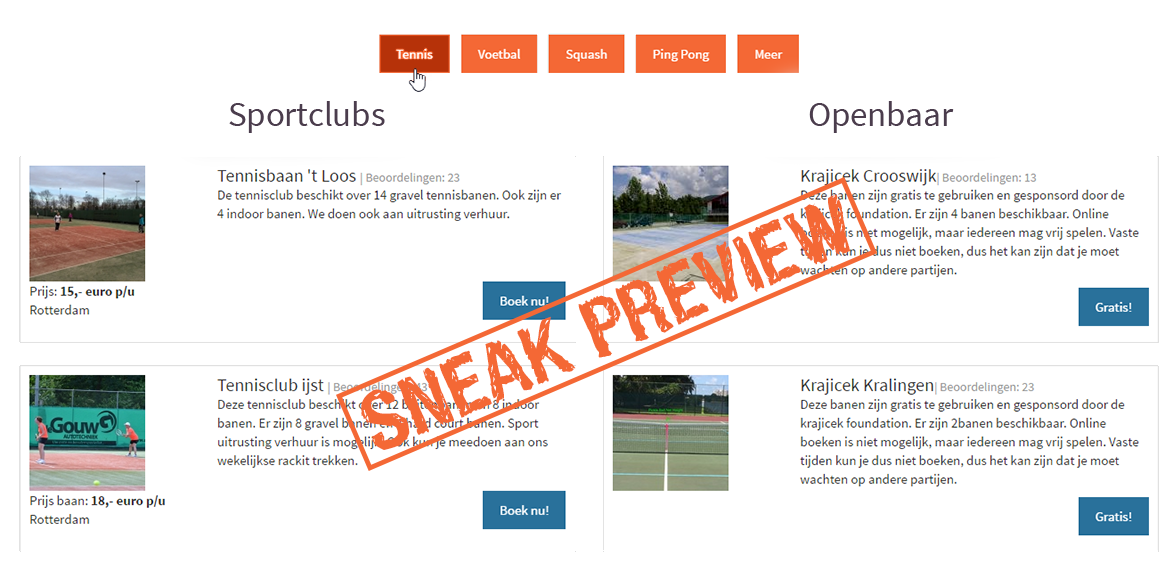 Tennis
Voetbal
Squash
Ping Pong
Meer
Sportclubs
Openbaar
Tennisbaan 't Loos | Beoordelingen: 23
De tennisclub beschikt over 14 gravel tennisbanen. Ook zijn er
4 indoor banen. We doen ook aan uitrusting verhuur.
Prijs: 15,- euro p/u
Rotterdam
Boek nu!
Tennisclub ijst | Beoordelingen: 3
Deze tennisclub beschikt over 12 8 indoor
banen. Er zijn 8 gravel banen hard court banen. Sport
uitrusting verhuur is mogelijk. Ook kun je meedoen aan ons
wekelijkse rackit trekken.
Gouw
AUTOTECHNIEK
Prijs baan: 18,- euro p/u
Rotterdam
Boek nu!
Krajicek Crooswijk| Beoordelingen: 13
Deze banen zijn gratis te gebruiken en gesponsord door de
krajicek foundation. Er zijn 4 banen beschikbaar. Online
boeken is niet mogelijk, maar iedereen mag vrij spelen. Vaste
tijden kun je dus niet boeken, dus het kan zijn dat je moet
wachten op andere partijen.
Gratis!
Krajicek Kralingen| Beoordelingen: 23
Deze banen zijn gratis te gebruiken en gesponsord door de
krajicek foundation. Er zijn 2banen beschikbaar. Online
boeken is niet mogelijk, maar iedereen mag vrij spelen. Vaste
tijden kun je dus niet boeken, dus het kan zijn dat je moet
wachten op andere partijen.
Gratis!
SNEAK PREVIEW